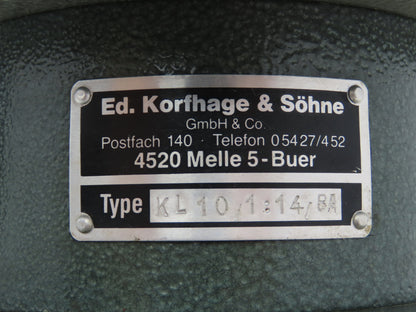 Ed. Korfhage & Söhne
GmbH & Co.
Postfach 140 · Telefon 05427/452
4520 Melle 5-Buer
Type KL 10/1:14/BA